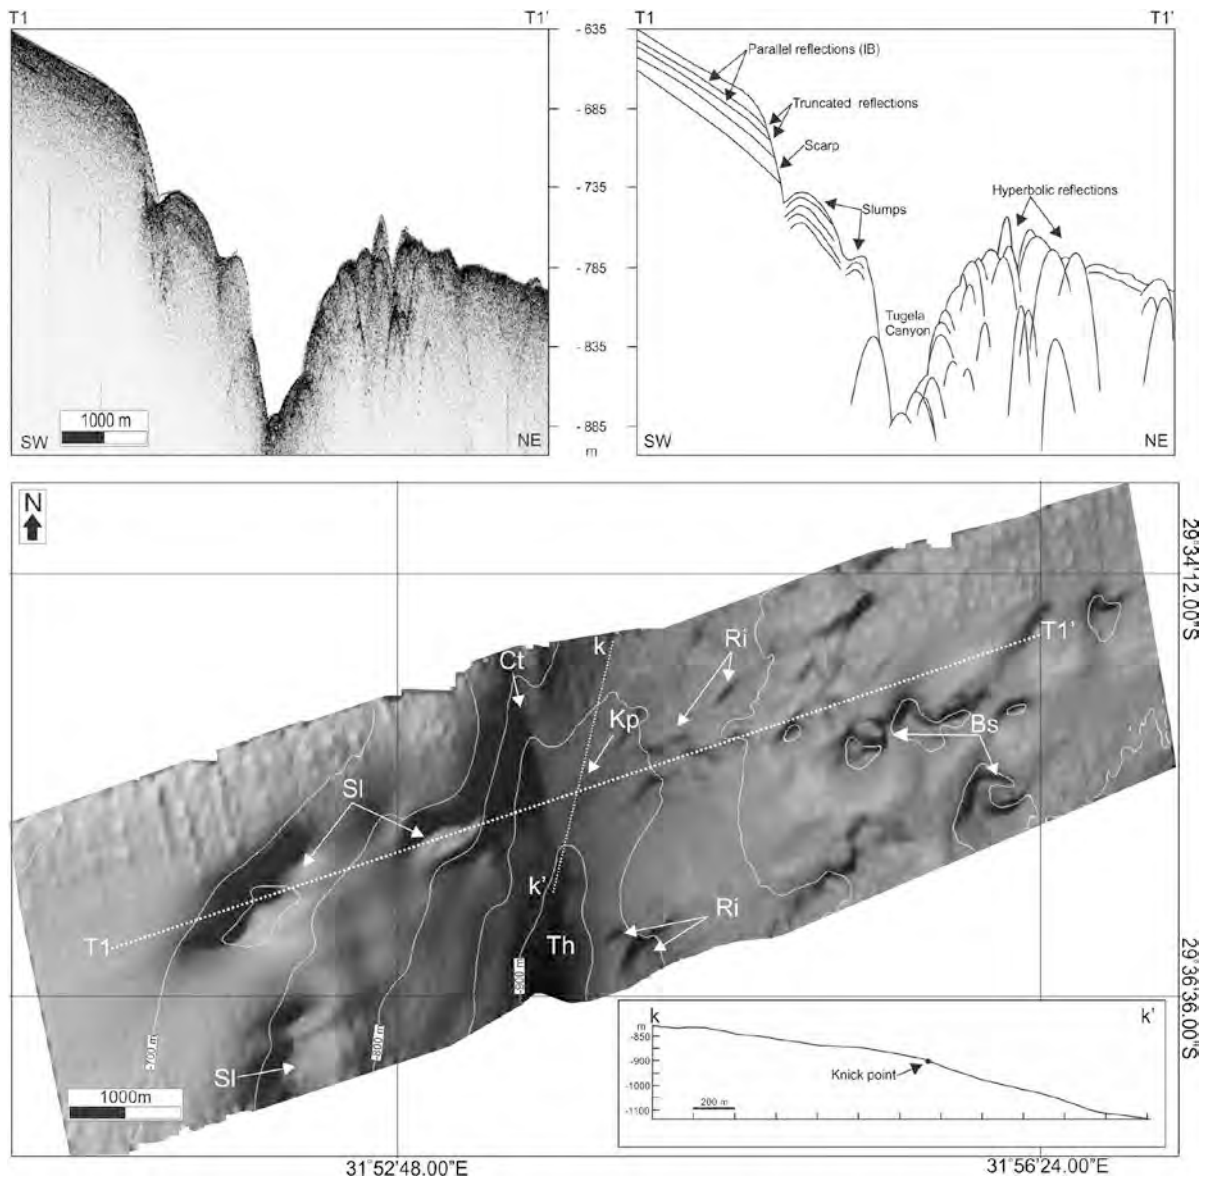 T1
T1'
T1
T1'
-635
-685
-735
-785
-835
-885
m
1000 m
SW
NE
Parallel reflections (IB)
Truncated reflections
Scarp
Slumps
Hyperbolic reflections
Tugela
Canyon
SW
NE
N
29°34'12.00"S
k
Ct
Ri
T1'
Kp
Bs
Sl
k'
Ri
T1
Th
-900 m
-800 m
-700 m
Sl
1000m
29°36'36.00"S
k
k'
m
-850
-900
-1000
-1100
Knick point
200 m
31°52'48.00"E
31°56'24.00"E